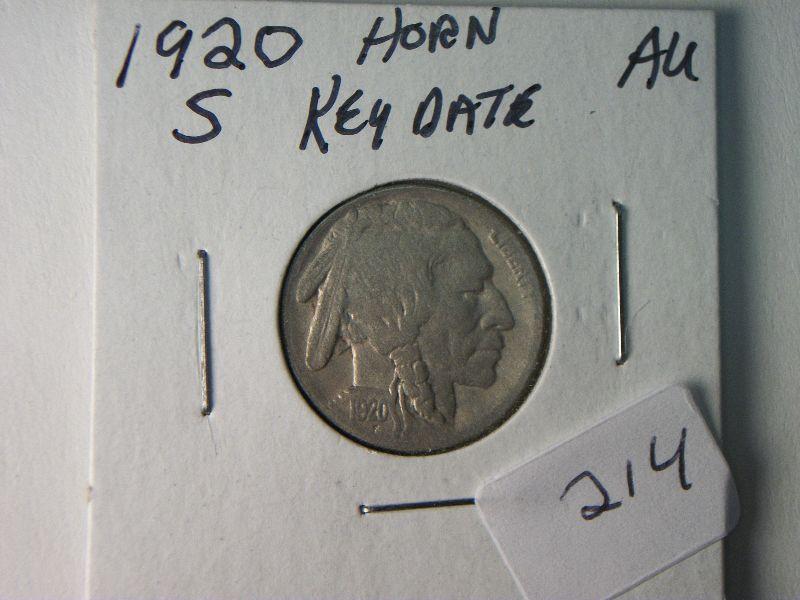 1920 HORN AU
S KEY DATE
LIBERTY
1920
214